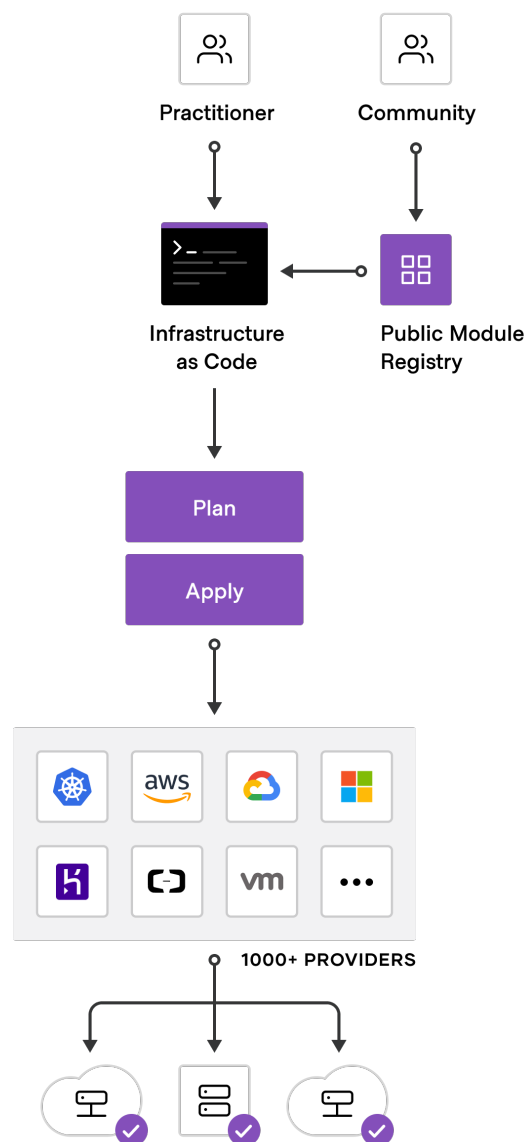 Practitioner
Community
Infrastructure
as Code
Public Module
Registry
Plan
Apply
aws
vm
1000+ PROVIDERS